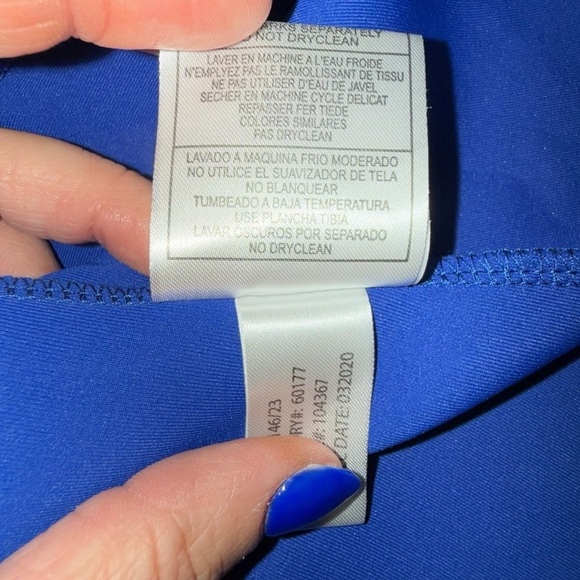 SEPARATELY
DO NOT DRYCLEAN
LAVER EN MACHINE A L'EAU FROIDE
N'EMPLYEZ PAS LE RAMOLLISSANT DE TISSU
NE PAS UTILISER D'EAU DE JAVEL
SECHER EN MACHINE CYCLE DELICAT
REPASSER FER TIEDE
COLORES SIMILARES
PAS DRYCLEAN
LAVADO A MAQUINA FRIO MODERADO
NO UTILICE EL SUAVIZADOR DE TELA
NO BLANQUEAR
TUMBEADO A BAJA TEMPERATURA
USE PLANCHA TIBIA
LAVAR OSCUROS POR SEPARADO
NO DRYCLEAN
146/23
RY#: 60177
#: 104367
DATE: 032020